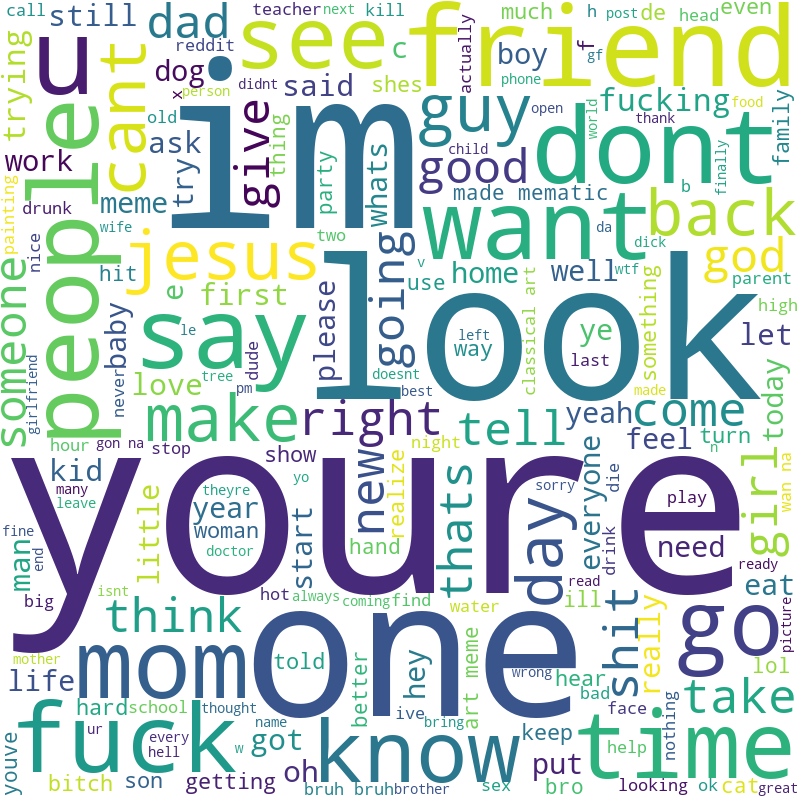 call
still
dad
see
friend
teacher
next
kill
much
de
head
even
h
post
c
f
actually
gf
trying
u
cant
reddit
dog
x
person
didnt
said
shes
boy
phone
fucking
family
im
guy
dont
open
world
thank
food
people
old
ask
give
thing
work
try
party
whats
good
child
b
finally
painting
drunk
meme
made mematic
back
wife
nice
two
want
da
dick
jesus
going
god
hit
v
home
well
wtf
parent
e
first
use
classical art
something
high
someone
baby
say
please
look
ye
let
le
left
way
last
never
dude
doesnt
love
tree
pm
best
made
today
girlfriend
make
right
tell
yeah
come
hour
gon na
stop
night
feel
turn
n
kid
show
new
realize
everyone
girl
wan na
many
leave
youre
theyre
yo
thats
day
sorry
die
play
little
year
start
fine
man
woman
hand
drink
need
end
doctor
read
ready
isnt
hot
always
coming
find
ill
eat
big
think
water
shit
really
picture
mom
one
go
mother
told
hey
art meme
wrong
life
better
hear
lol
take
hard
school
thought
ive
bring
bad
face
fuck
name
know
nothing
time
youve
ur
every
w
got
keep
help
hell
bitch
son
getting
oh
put
bruh bruh
brother
sex
bro
looking
ok
cat
great